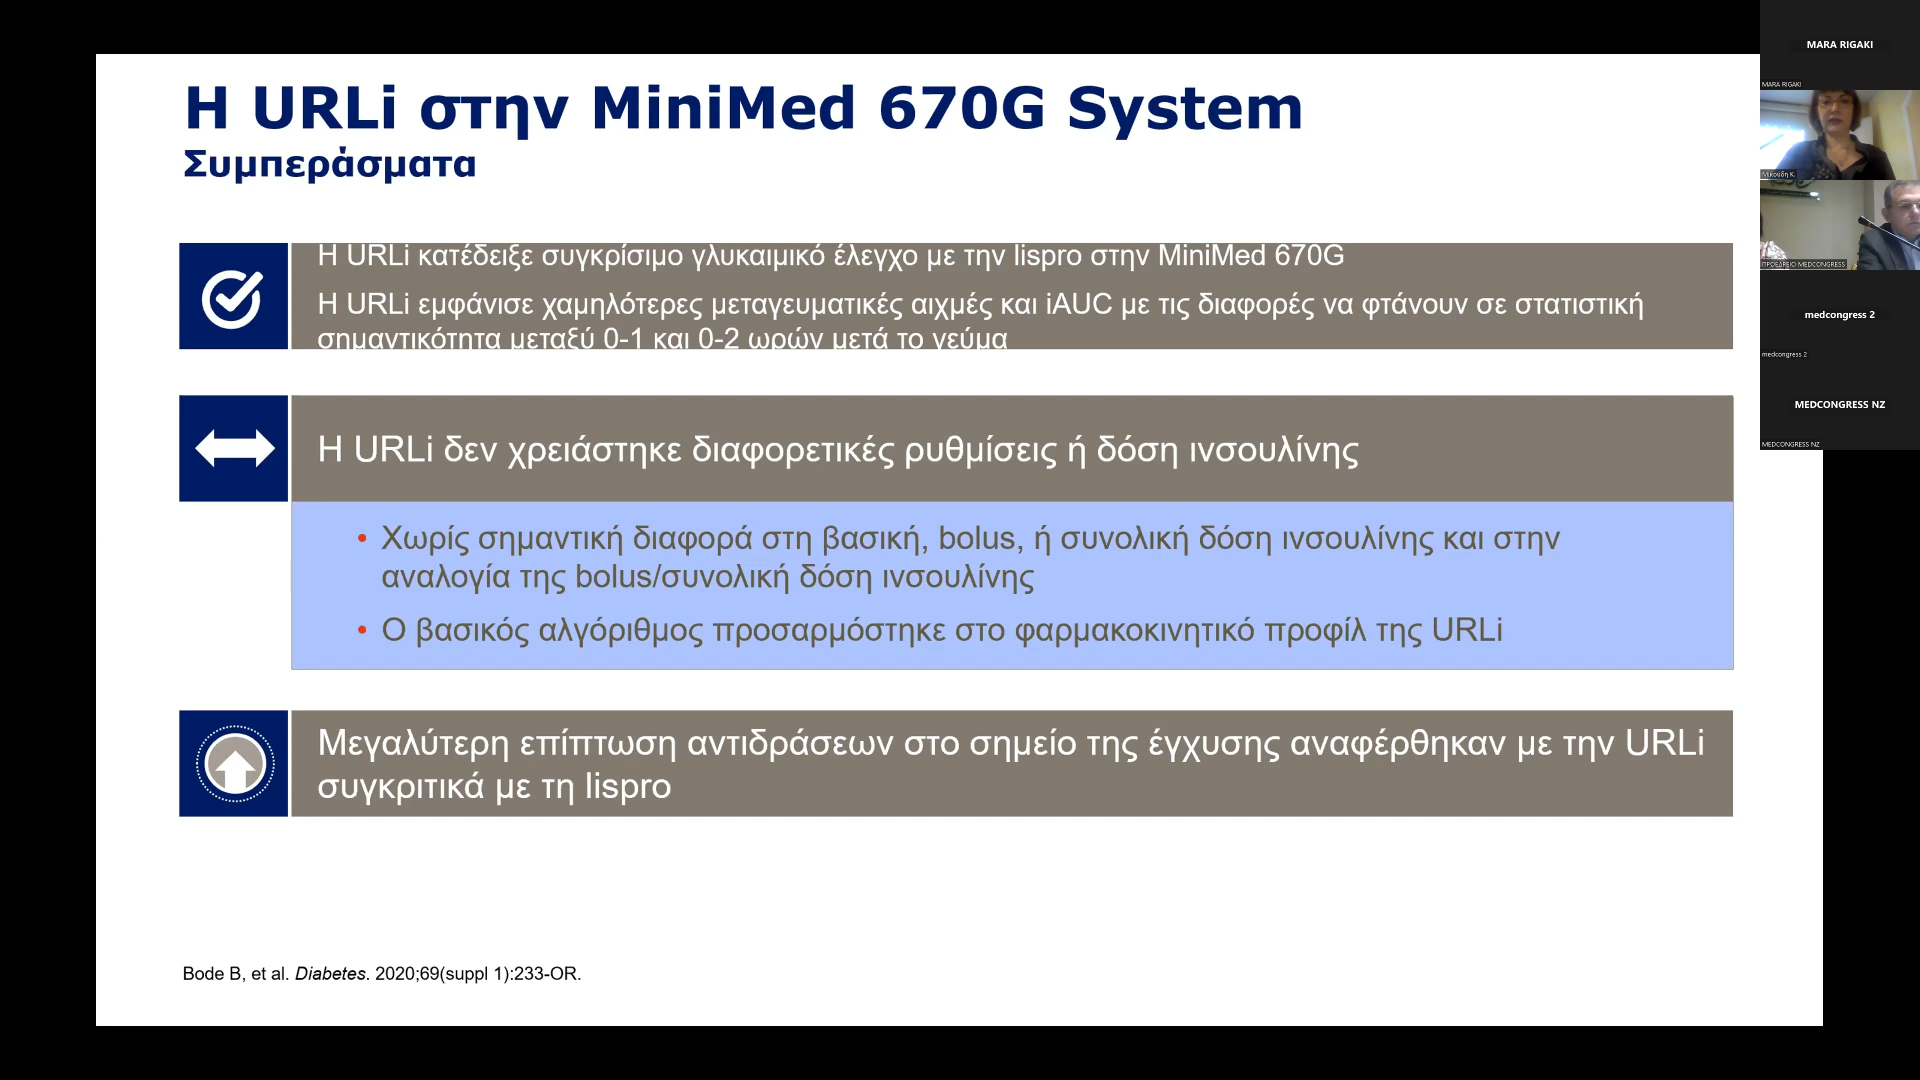 Η URLi στην MiniMed 670G System
Συμπεράσματα
Η URLi κατέδειξε συγκρίσιμο γλυκαιμικό έλεγχο με την lispro στην MiniMed 670G
Η URLi εμφάνισε χαμηλότερες μεταγευματικές αιχμές και iAUC με τις διαφορές να φτάνουν σε στατιστική
σημαντικότητα μεταξύ 0-1 και 0-2 ωρών μετά το γεύμα
Η URLi δεν χρειάστηκε διαφορετικές ρυθμίσεις ή δόση ινσουλίνης
• Χωρίς σημαντική διαφορά στη βασική, bolus, ή συνολική δόση ινσουλίνης και στην
αναλογία της bolus/συνολική δόση ινσουλίνης
• Ο βασικός αλγόριθμος προσαρμόστηκε στο φαρμακοκινητικό προφίλ της URLi
Μεγαλύτερη επίπτωση αντιδράσεων στο σημείο της έγχυσης αναφέρθηκαν με την URLi
συγκριτικά με τη lispro
Bode B, et al. Diabetes. 2020;69(suppl 1):233-OR.
MARA RIGAKI
MARA RIGAKI
Μικούδη Κ.
ΠΡΟΕΔΡΕΙΟ MEDCONGRESS
medcongress 2
medcongress 2
MEDCONGRESS NZ
MEDCONGRESS NZ